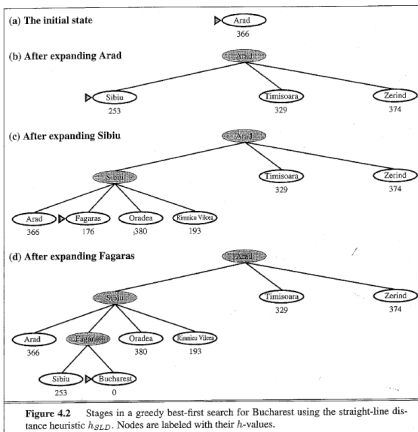 (a) The initial state
Arad
366
(b) After expanding Arad
Arad
Sibiu
Timisoara
Zerind
253
329
374
(c) After expanding Sibiu
Arad
Sibiu
Timisoara
Zerind
329
374
Arad
Fagaras
Oradea
Rimnicu Vilcea
366
176
380
193
(d) After expanding Fagaras
Arad
Sibiu
Timisoara
Zerind
329
374
Arad
Fagaras
Oradea
Rimnicu Vilcea
366
380
193
Sibiu
Bucharest
253
0
Figure 4.2 Stages in a greedy best-first search for Bucharest using the straight-line dis-
tance heuristic hSLD. Nodes are labeled with their h-values.